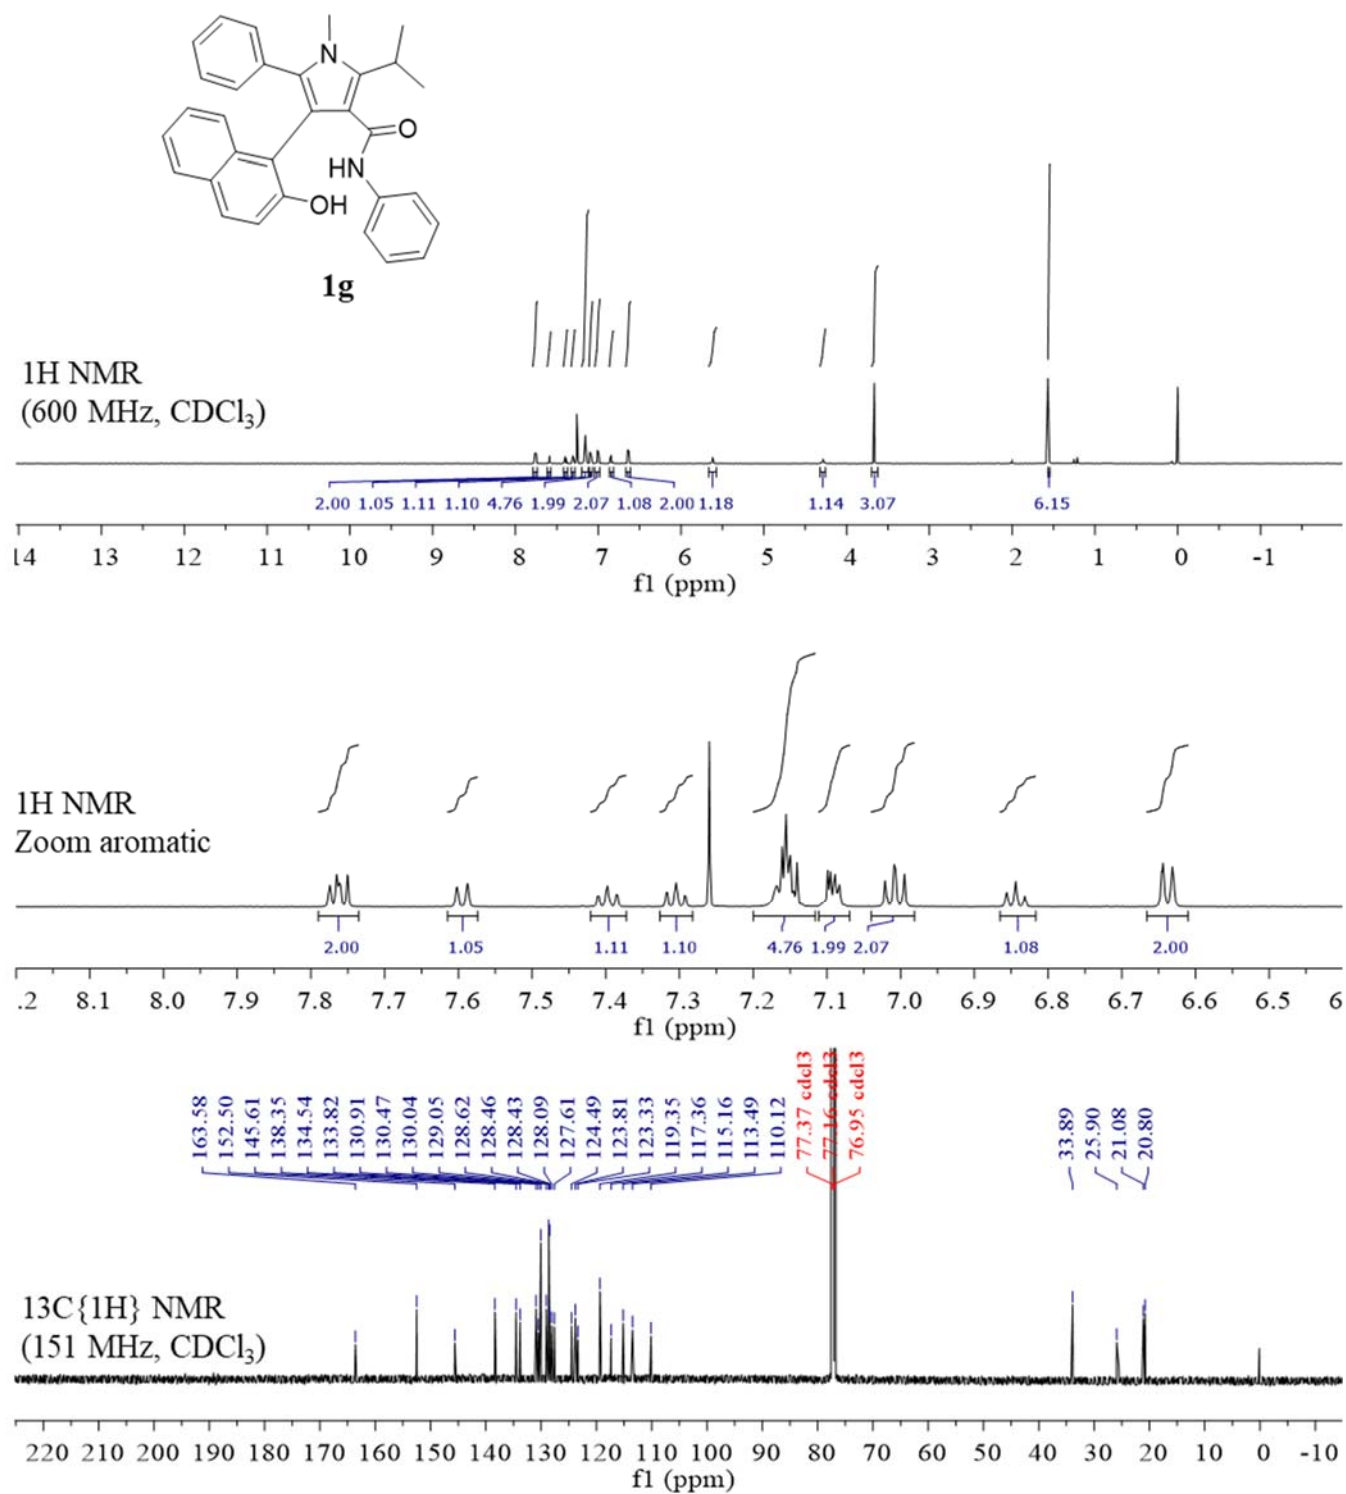 N
O
HN
OH
1g
1H NMR
(600 MHz, CDCl3)
2.00 1.05 1.11 1.10 4.76 1.99 2.07 1.08 2.00 1.18 1.14 3.07 6.15
14 13 12 11 10 9 8 7 6 5 4 3 2 1 0 -1
f1 (ppm)
1H NMR
Zoom aromatic
2.00 1.05 1.11 1.10 4.76 1.99 2.07 1.08 2.00
.2 8.1 8.0 7.9 7.8 7.7 7.6 7.5 7.4 7.3 7.2 7.1 7.0 6.9 6.8 6.7 6.6 6.5 6
f1 (ppm)
163.58
152.50
145.61
138.35
134.54
133.82
130.91
130.47
130.04
129.05
128.62
128.46
128.43
128.09
127.61
124.49
123.81
123.33
119.35
117.36
115.16
113.49
110.12
77.37 cdcl3
77.16 cdcl3
76.95 cdcl3
33.89
25.90
21.08
20.80
13C{1H} NMR
(151 MHz, CDCl3)
220 210 200 190 180 170 160 150 140 130 120 110 100 90 80 70 60 50 40 30 20 10 0 -10
f1 (ppm)